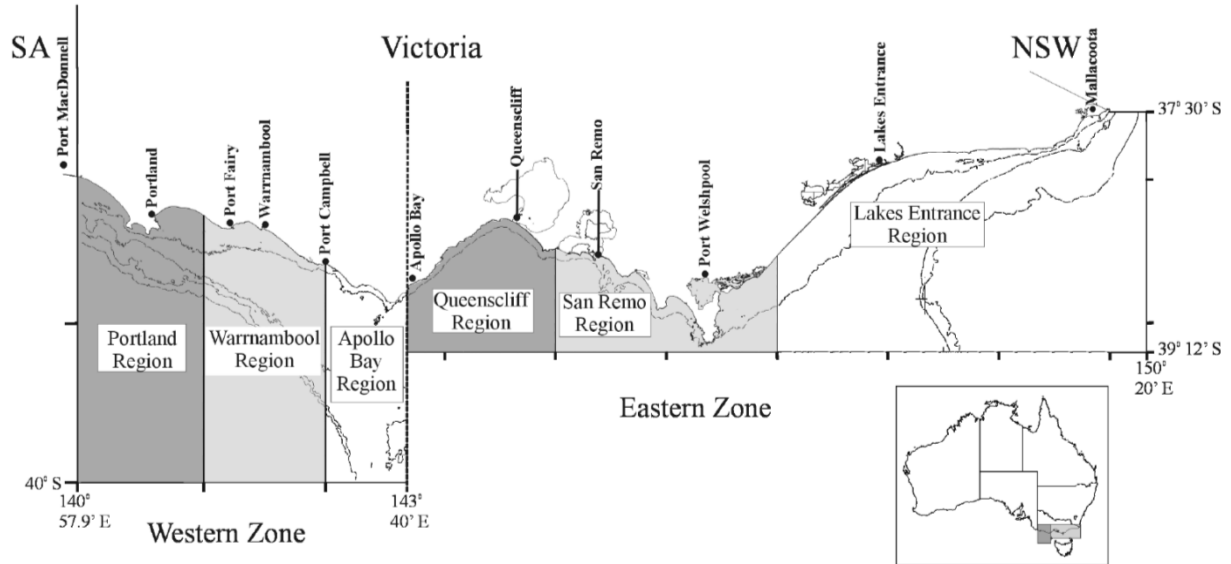 SA
Victoria
NSW
Port MacDonnell
Portland
Port Fairy
Warrnambool
Port Campbell
Apollo Bay
Queenscliff
San Remo
Port Welshpool
Lakes Entrance
Mallacoota
37° 30' S
Lakes Entrance
Region
Queenscliff
Region
San Remo
Region
Portland
Region
Warrnambool
Region
Apollo
Bay
Region
39° 12' S
150°
20' E
Eastern Zone
40° S
140°
57.9' E
143°
40' E
Western Zone